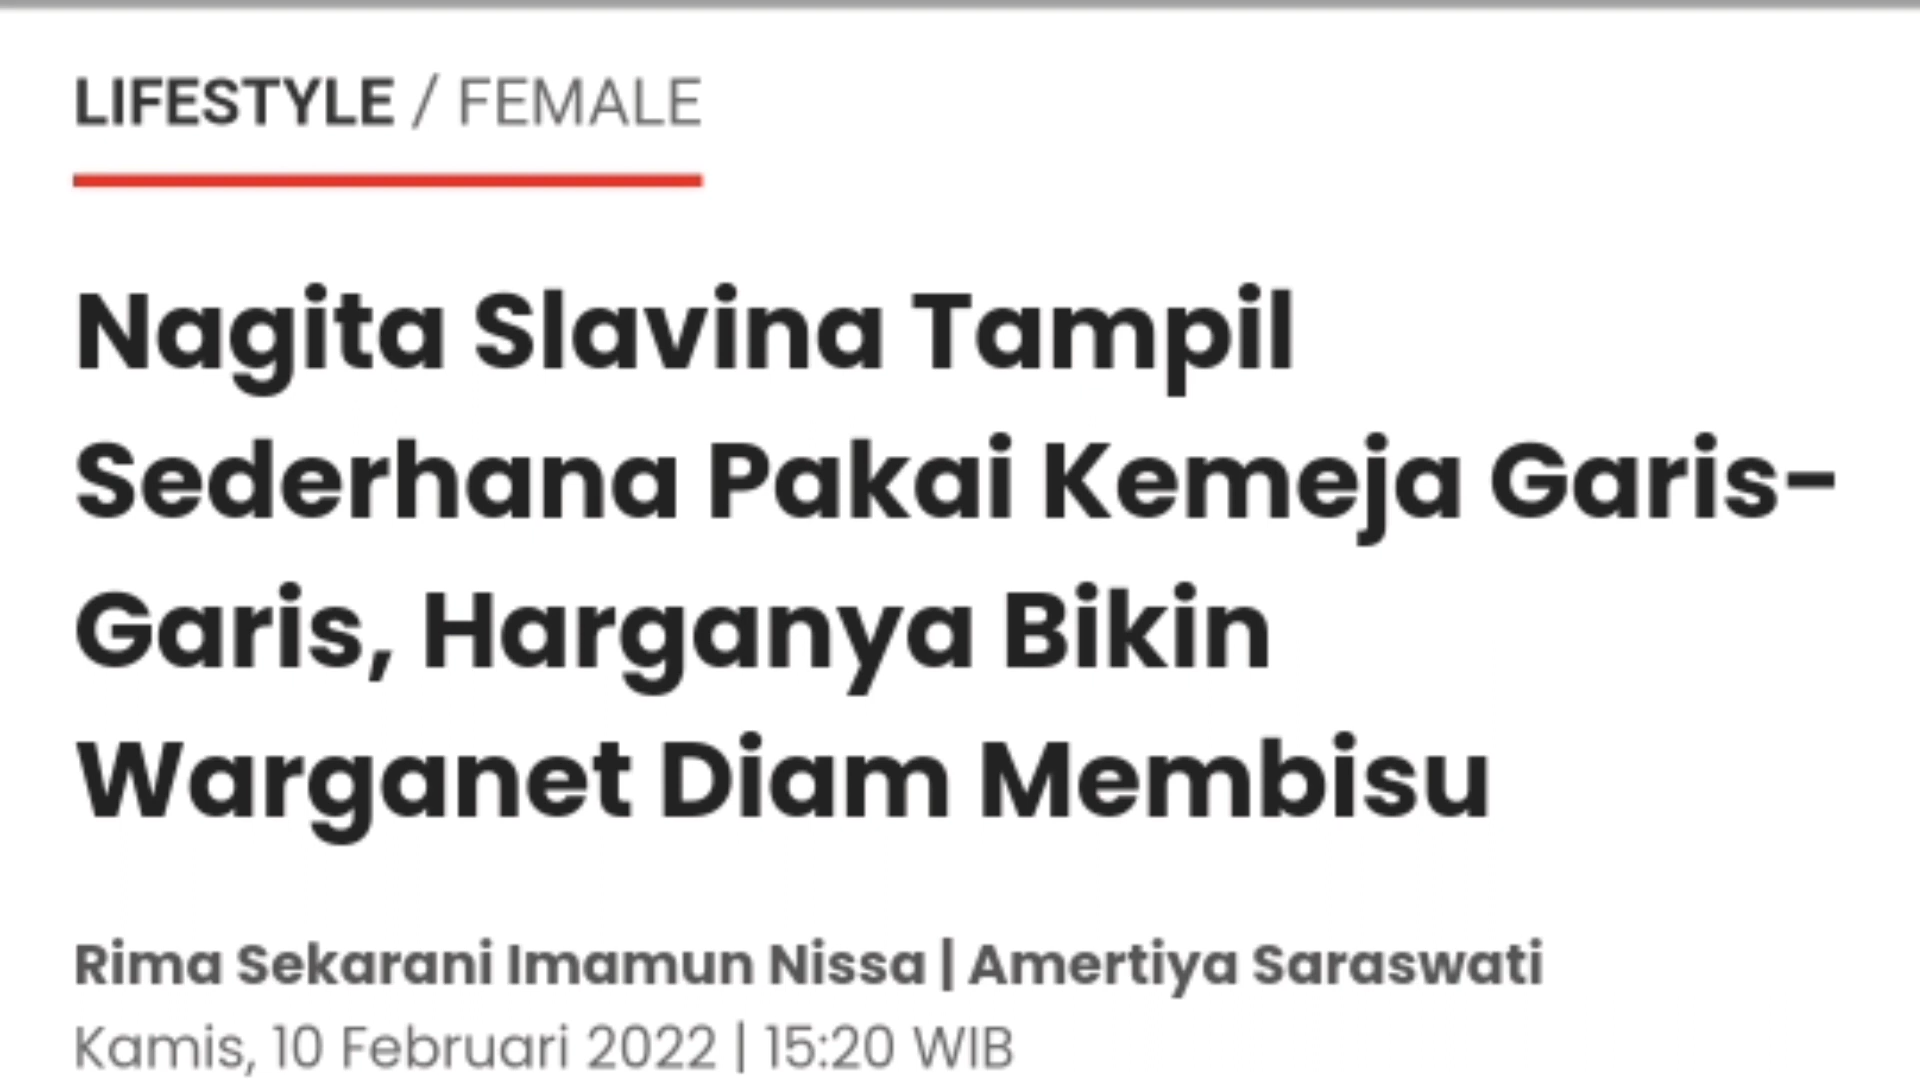 LIFESTYLE / FEMALE
Nagita Slavina Tampil
Sederhana Pakai Kemeja Garis-
Garis, Harganya Bikin
Warganet Diam Membisu
Rima Sekarani Imamun Nissa | Amertiya Saraswati
Kamis, 10 Februari 2022 | 15:20 WIB